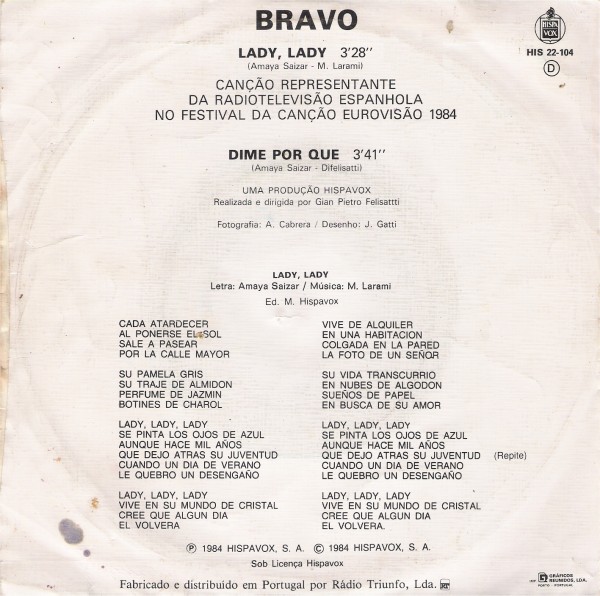 BRAVO
HISPA
VOX
HIS 22-104
D
LADY, LADY 3'28''
(Amaya Saizar - M. Larami)
CANÇÃO REPRESENTANTE
DA RADIOTELEVISÃO ESPANHOLA
NO FESTIVAL DA CANÇÃO EUROVISÃO 1984
DIME POR QUE 3'41''
(Amaya Saizar - Difelisatti)
UMA PRODUÇÃO HISPAVOX
Realizada e dirigida por Gian Pietro Felisattti
Fotografia: A. Cabrera / Desenho: J. Gatti
LADY, LADY
Letra: Amaya Saizar / Música: M. Larami
Ed. M. Hispavox
CADA ATARDECER
AL PONERSE EL SOL
SALE A PASEAR
POR LA CALLE MAYOR
SU PAMELA GRIS
SU TRAJE DE ALMIDON
PERFUME DE JAZMIN
BOTINES DE CHAROL
LADY, LADY, LADY
SE PINTA LOS OJOS DE AZUL
AUNQUE HACE MIL AÑOS
QUE DEJO ATRAS SU JUVENTUD
CUANDO UN DIA DE VERANO
LE QUEBRO UN DESENGAÑO
LADY, LADY, LADY
VIVE EN SU MUNDO DE CRISTAL
CREE QUE ALGUN DIA
EL VOLVERA
VIVE DE ALQUILER
EN UNA HABITACION
COLGADA EN LA PARED
LA FOTO DE UN SEÑOR
SU VIDA TRANSCURRIO
EN NUBES DE ALGODON
SUEÑOS DE PAPEL
EN BUSCA DE SU AMOR
LADY, LADY, LADY
SE PINTA LOS OJOS DE AZUL
AUNQUE HACE MIL AÑOS
QUE DEJO ATRAS SU JUVENTUD (Repite)
CUANDO UN DIA DE VERANO
LE QUEBRO UN DESENGAÑO
LADY, LADY, LADY
VIVE EN SU MUNDO DE CRISTAL
CREE QUE ALGUN DIA
EL VOLVERA.
℗ 1984 HISPAVOX, S. A. © 1984 HISPAVOX, S. A.
Sob Licença Hispavox
Fabricado e distribuído em Portugal por Rádio Triunfo, Lda.
GRÁFICOS
REUNIDOS, LDA.
PORTO - PORTUGAL